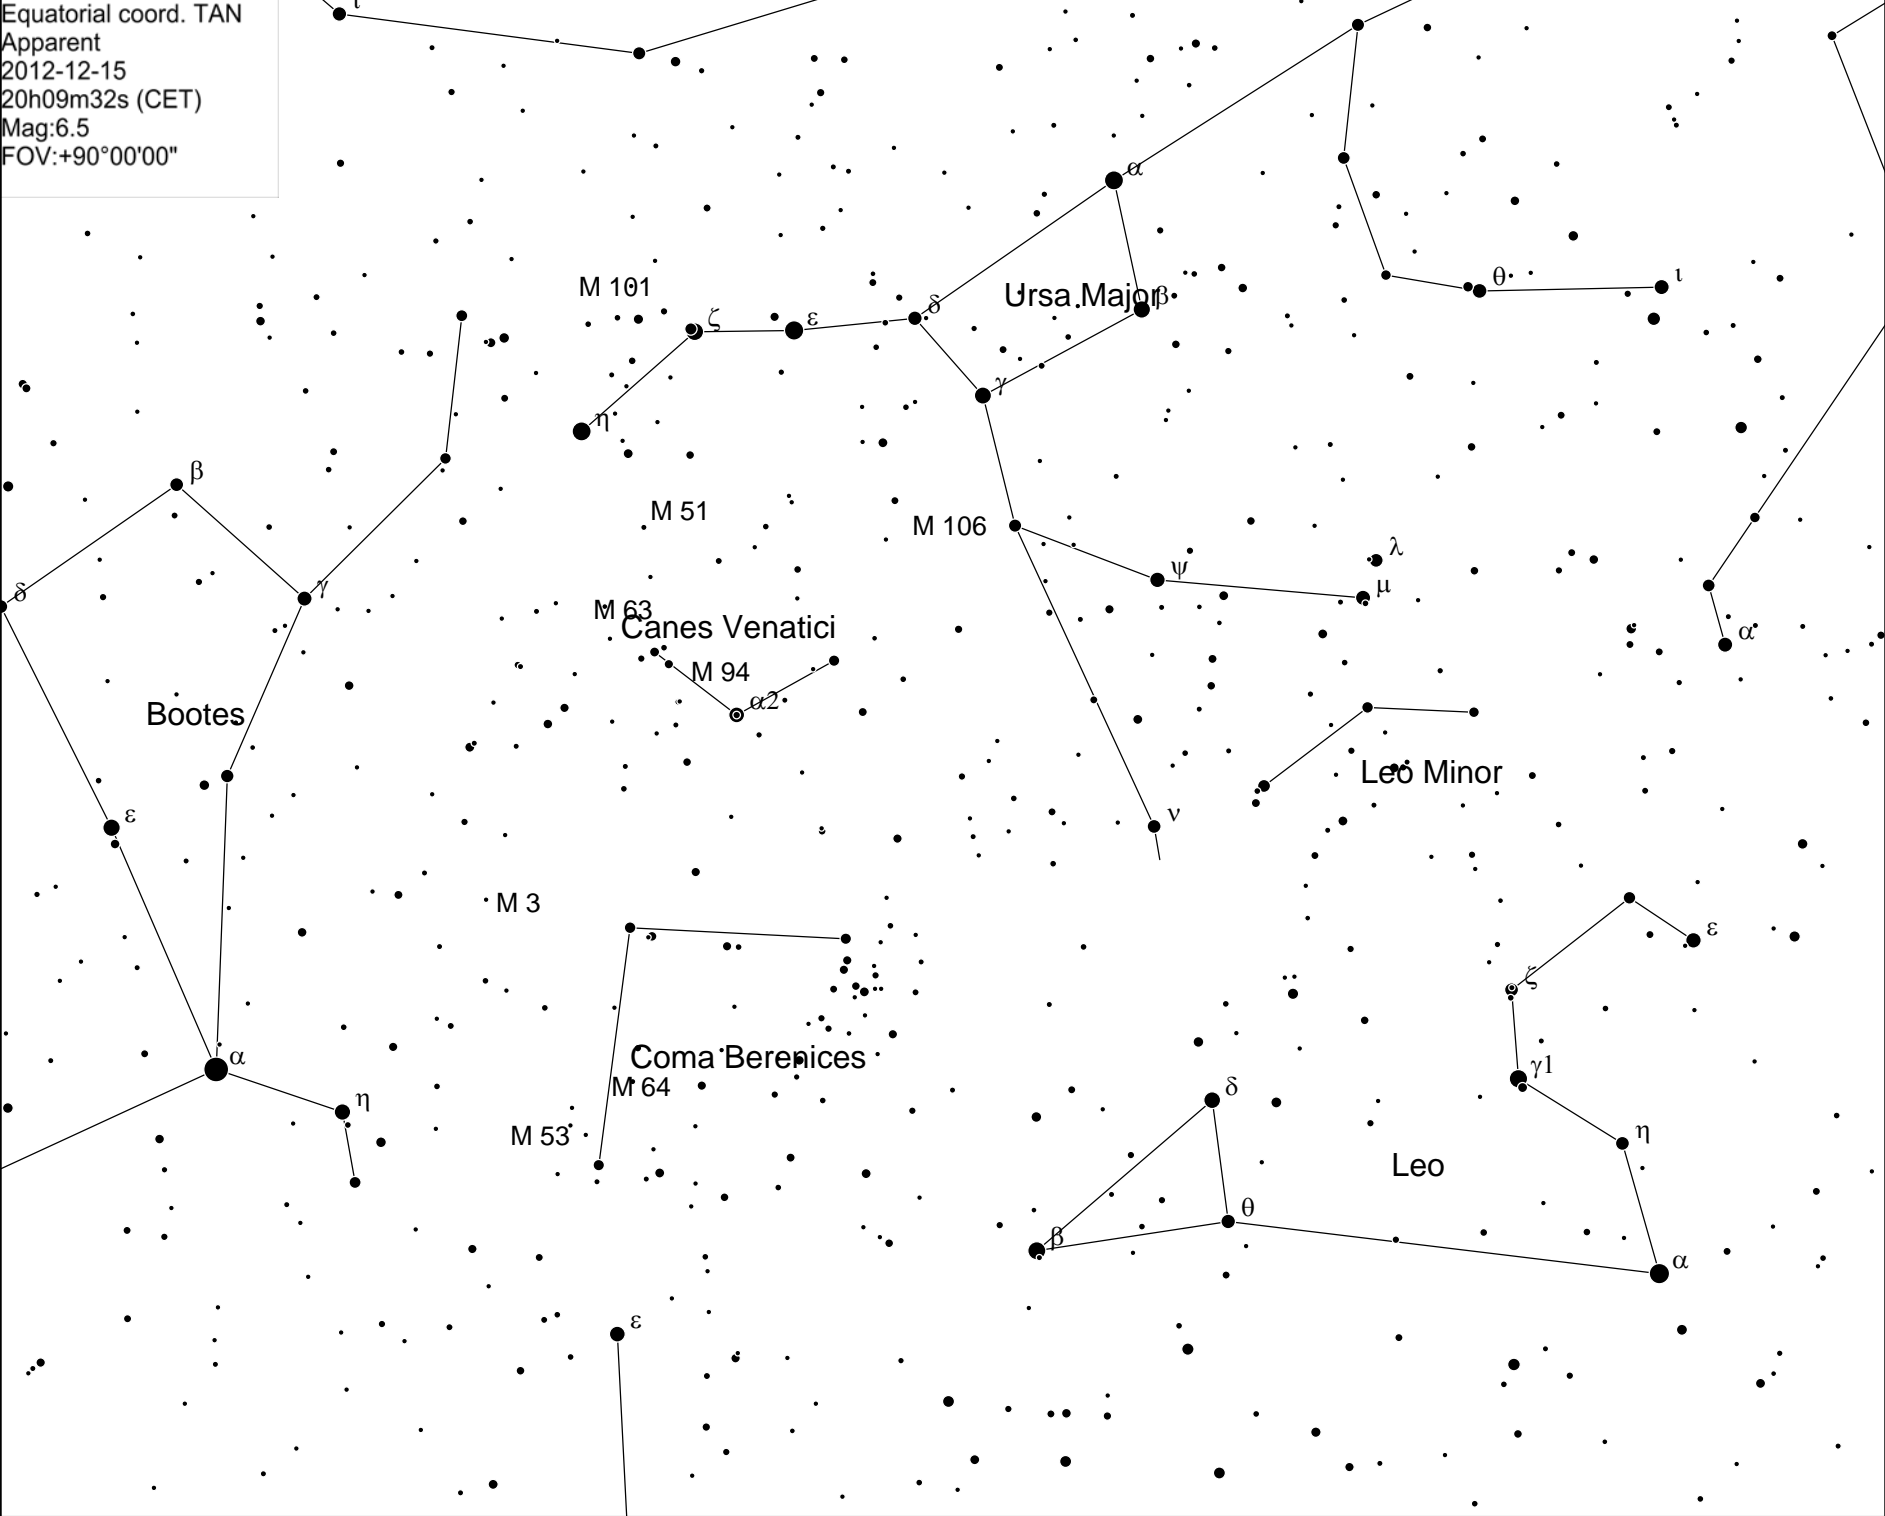 Equatorial coord. TAN
Apparent
2012-12-15
20h09m32s (CET)
Mag:6.5
FOV:+90°00'00"
ι
α
θ
ι
M 101
Ursa Major
β
ζ
ε
δ
γ
η
β
M 51
M 106
λ
ψ
μ
δ
γ
M 63
Canes Venatici
α
M 94
α2
Bootes
Leo Minor
ε
ν
M 3
ε
ζ
α
Coma Berenices
γ1
M 64
η
δ
M 53
η
Leo
θ
β
α
ε